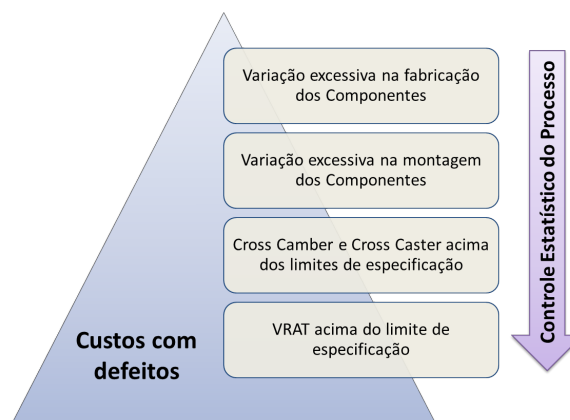 Variação excessiva na fabricação
dos Componentes
Variação excessiva na montagem
dos Componentes
Cross Camber e Cross Caster acima
dos limites de especificação
VRAT acima do limite de
especificação
Custos com
defeitos
Controle Estatístico do Processo